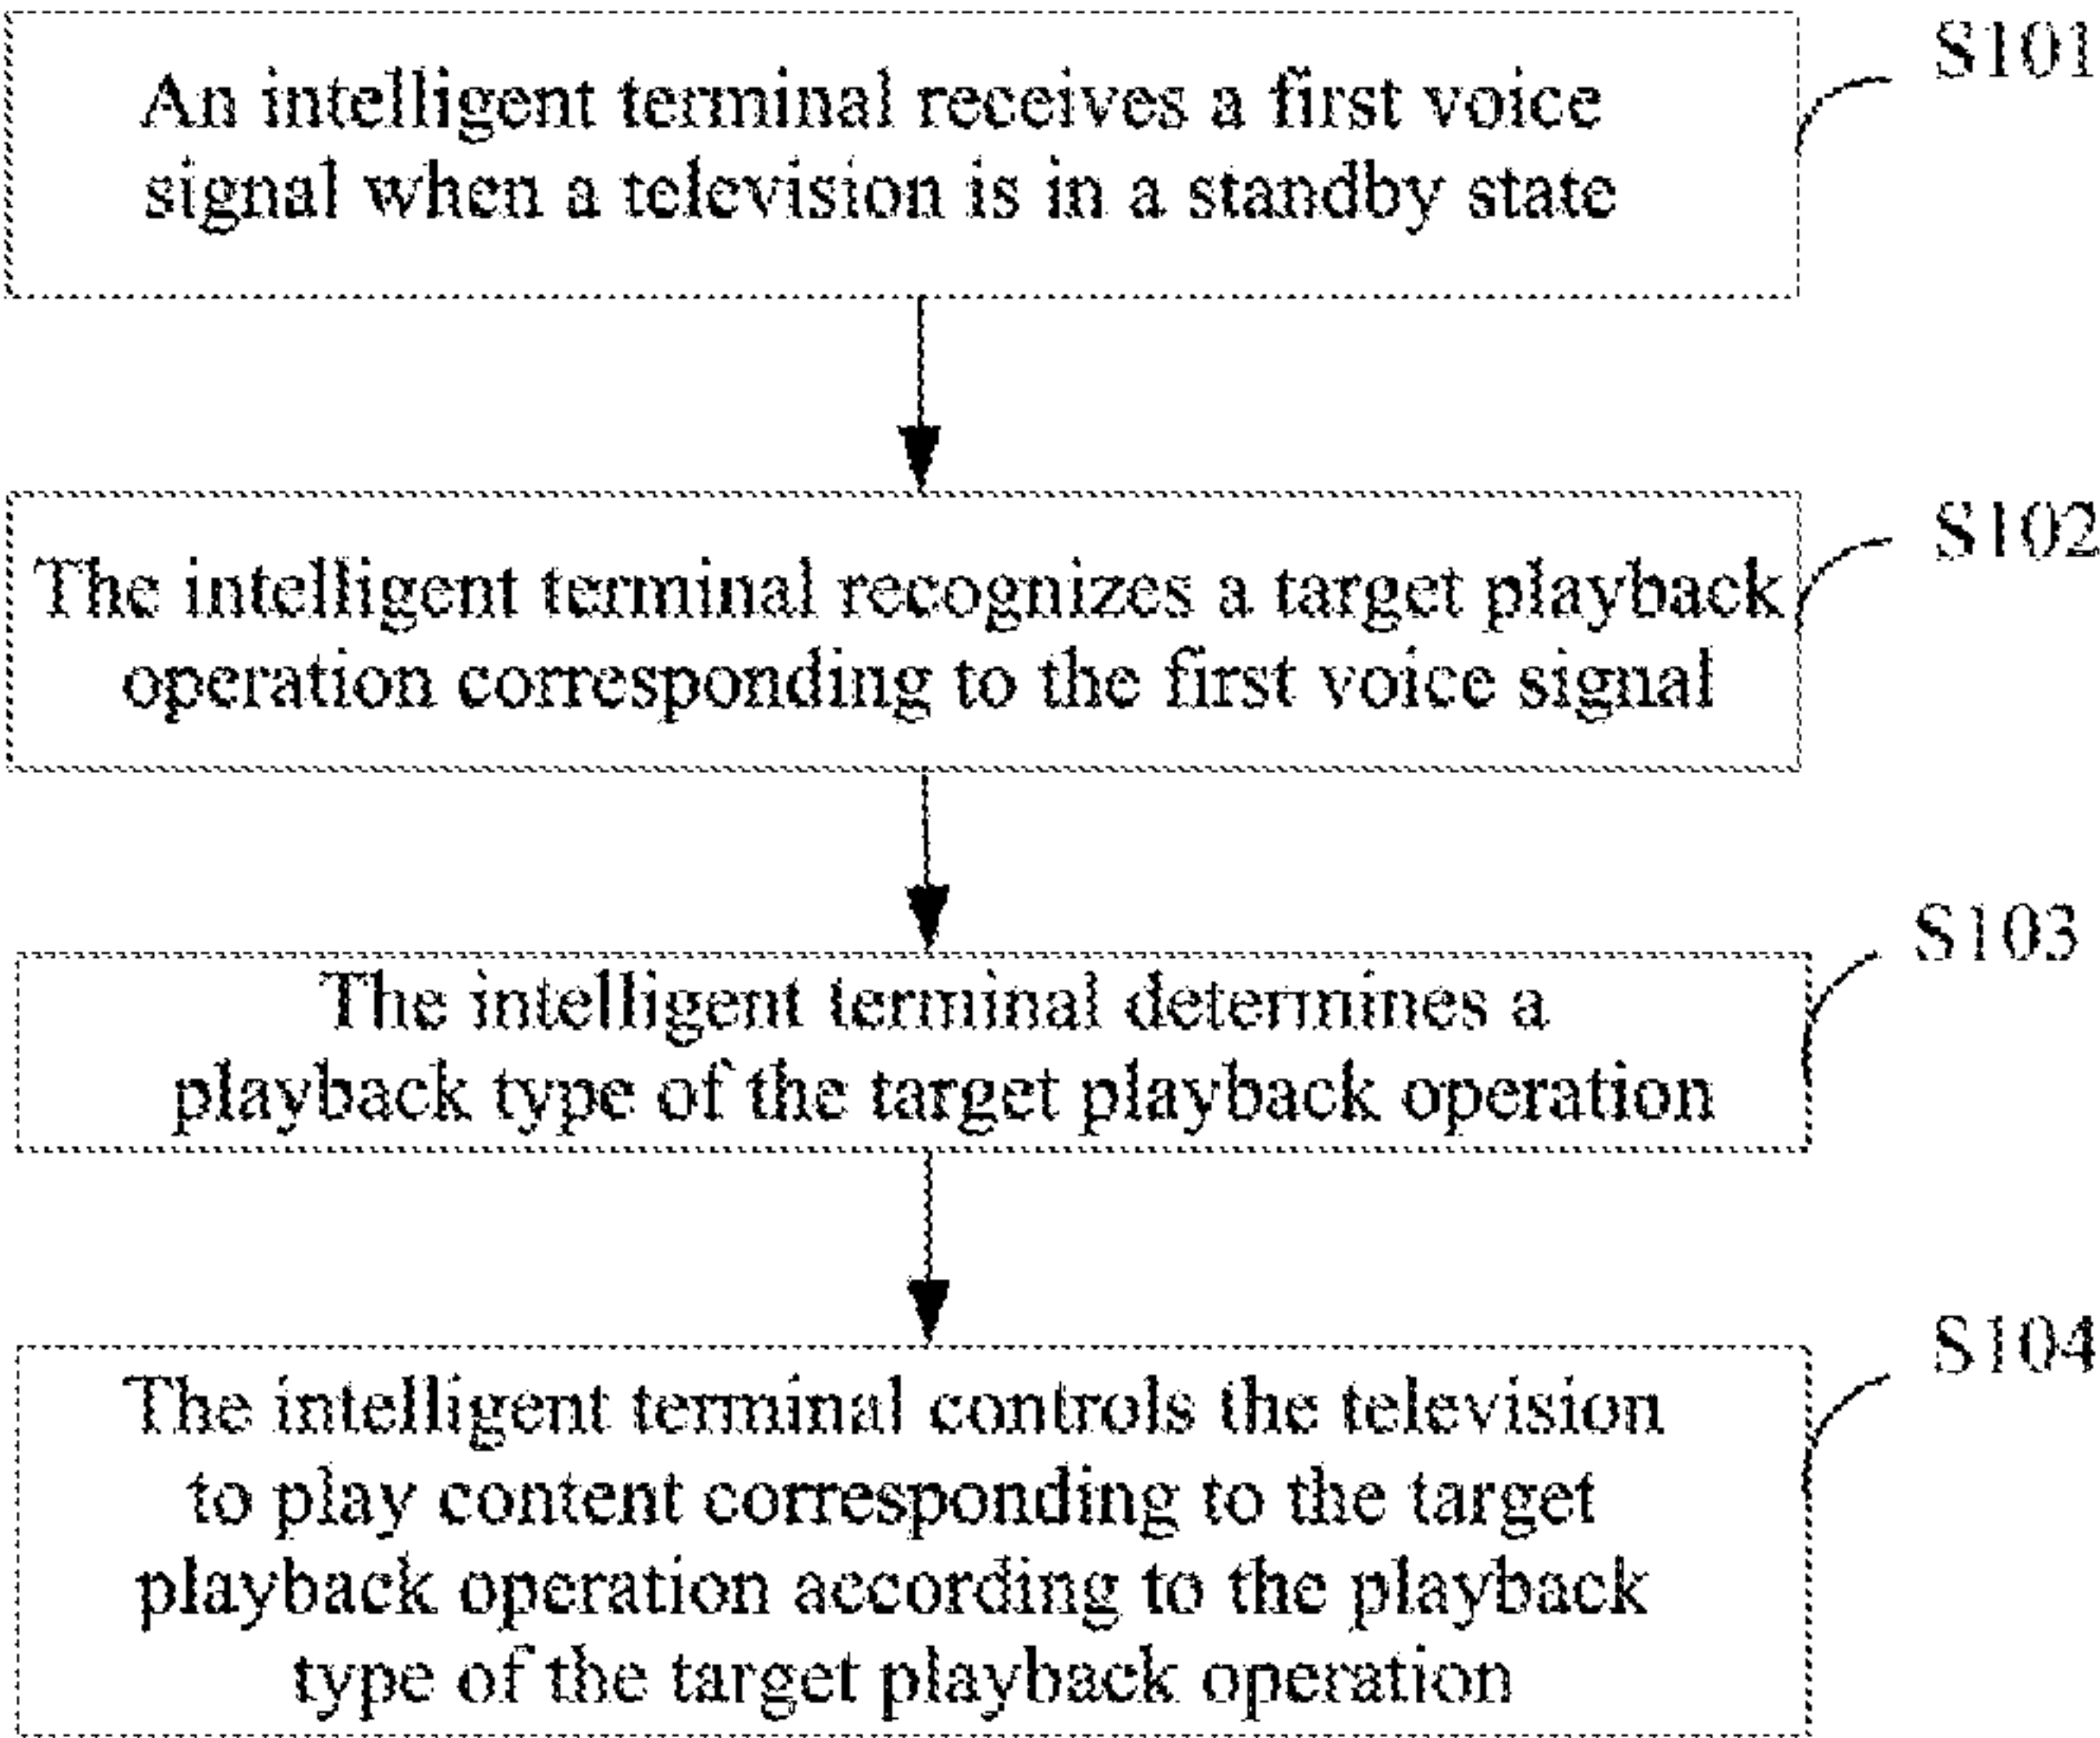 An intelligent terminal receives a first voice
signal when a television is in a standby state
S101
The intelligent terminal recognizes a target playback
operation corresponding to the first voice signal
S102
The intelligent terminal determines a
playback type of the target playback operation
S103
The intelligent terminal controls the television
to play content corresponding to the target
playback operation according to the playback
type of the target playback operation
S104